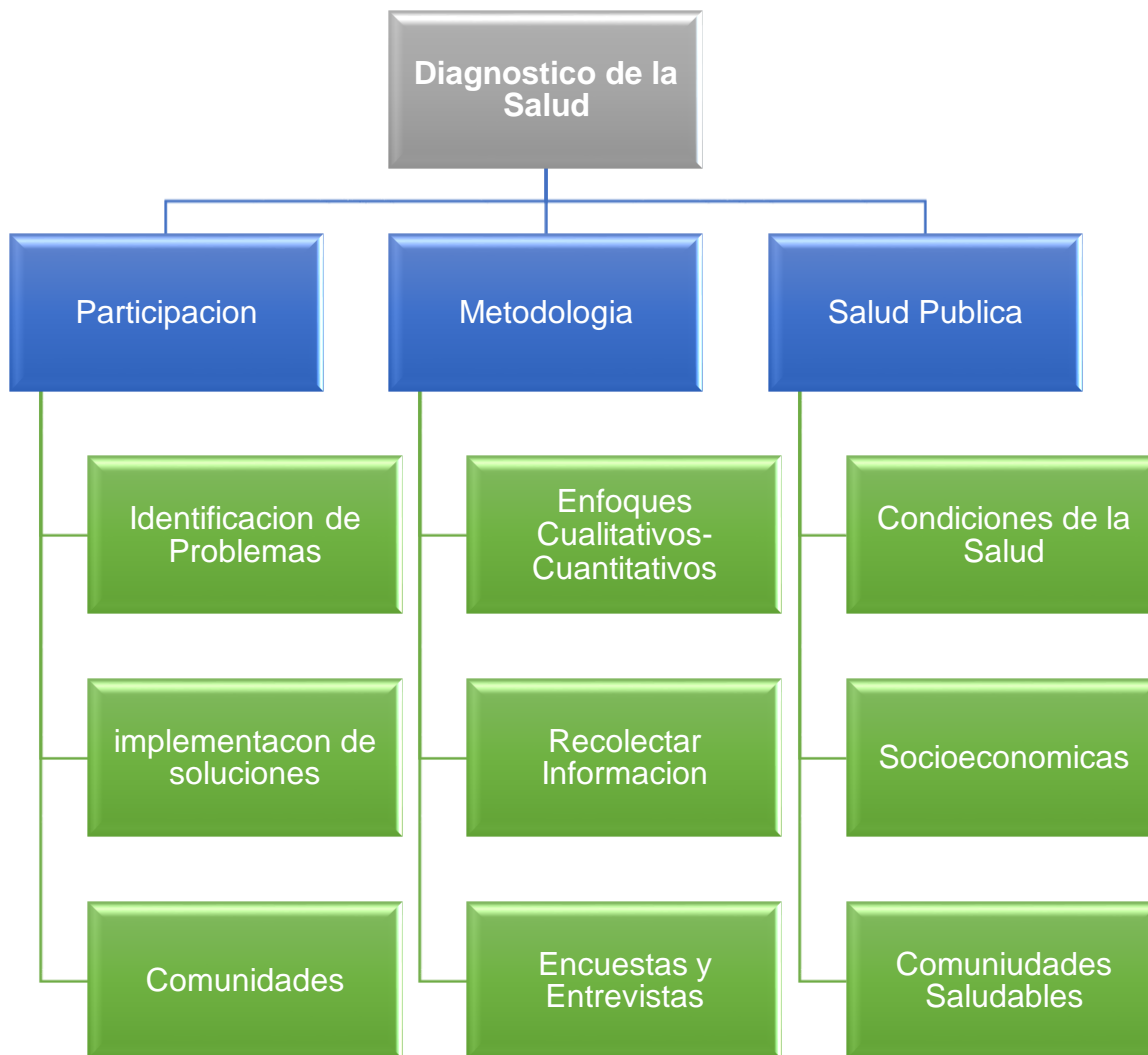 Diagnostico de la
Salud
Participacion
Metodologia
Salud Publica
Identificacion de
Problemas
Enfoques
Cualitativos-
Cuantitativos
Condiciones de la
Salud
implementacon de
soluciones
Recolectar
Informacion
Socioeconomicas
Comunidades
Encuestas y
Entrevistas
Comuniudades
Saludables